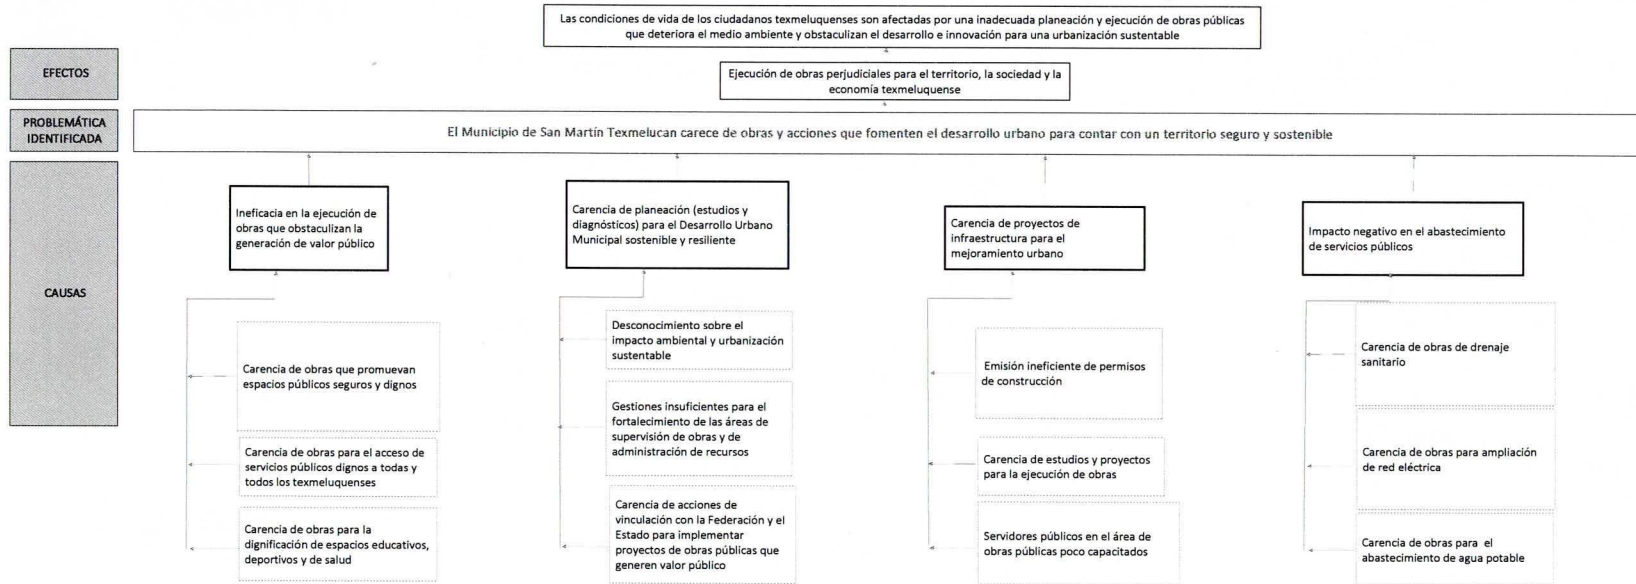 Las condiciones de vida de los ciudadanos texmeluquenses son afectadas por una inadecuada planeación y ejecución de obras públicas
que deteriora el medio ambiente y obstaculizan el desarrollo e innovación para una urbanización sustentable
EFECTOS
Ejecución de obras perjudiciales para el territorio, la sociedad y la
economía texmeluquense
PROBLEMÁTICA
IDENTIFICADA
El Municipio de San Martín Texmelucan carece de obras y acciones que fomenten el desarrollo urbano para contar con un territorio seguro y sostenible
CAUSAS
Ineficacia en la ejecución de
obras que obstaculizan la
generación de valor público
Carencia de obras que promuevan
espacios públicos seguros y dignos
Carencia de obras para el acceso de
servicios públicos dignos a todas y
todos los texmeluquenses
Carencia de obras para la
dignificación de espacios educativos,
deportivos y de salud
Carencia de planeación (estudios y
diagnósticos) para el Desarrollo Urbano
Municipal sostenible y resiliente
Desconocimiento sobre el
impacto ambiental y urbanización
sustentable
Gestiones insuficientes para el
fortalecimiento de las áreas de
supervisión de obras y de
administración de recursos
Carencia de acciones de
vinculación con la Federación y el
Estado para implementar
proyectos de obras públicas que
generen valor público
Carencia de proyectos de
infraestructura para el
mejoramiento urbano
Emisión ineficiente de permisos
de construcción
Carencia de estudios y proyectos
para la ejecución de obras
Servidores públicos en el área de
obras públicas poco capacitados
Impacto negativo en el abastecimiento
de servicios públicos
Carencia de obras de drenaje
sanitario
Carencia de obras para ampliación
de red eléctrica
Carencia de obras para el
abastecimiento de agua potable